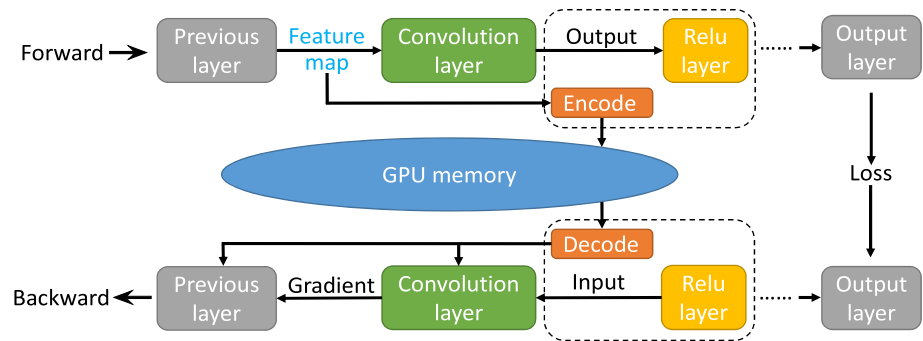 Forward
Previous
layer
Feature
map
Convolution
layer
Output
Relu
layer
......
Output
layer
Encode
GPU memory
Loss
Decode
Backward
Previous
layer
Gradient
Convolution
layer
Input
Relu
layer
......
Output
layer